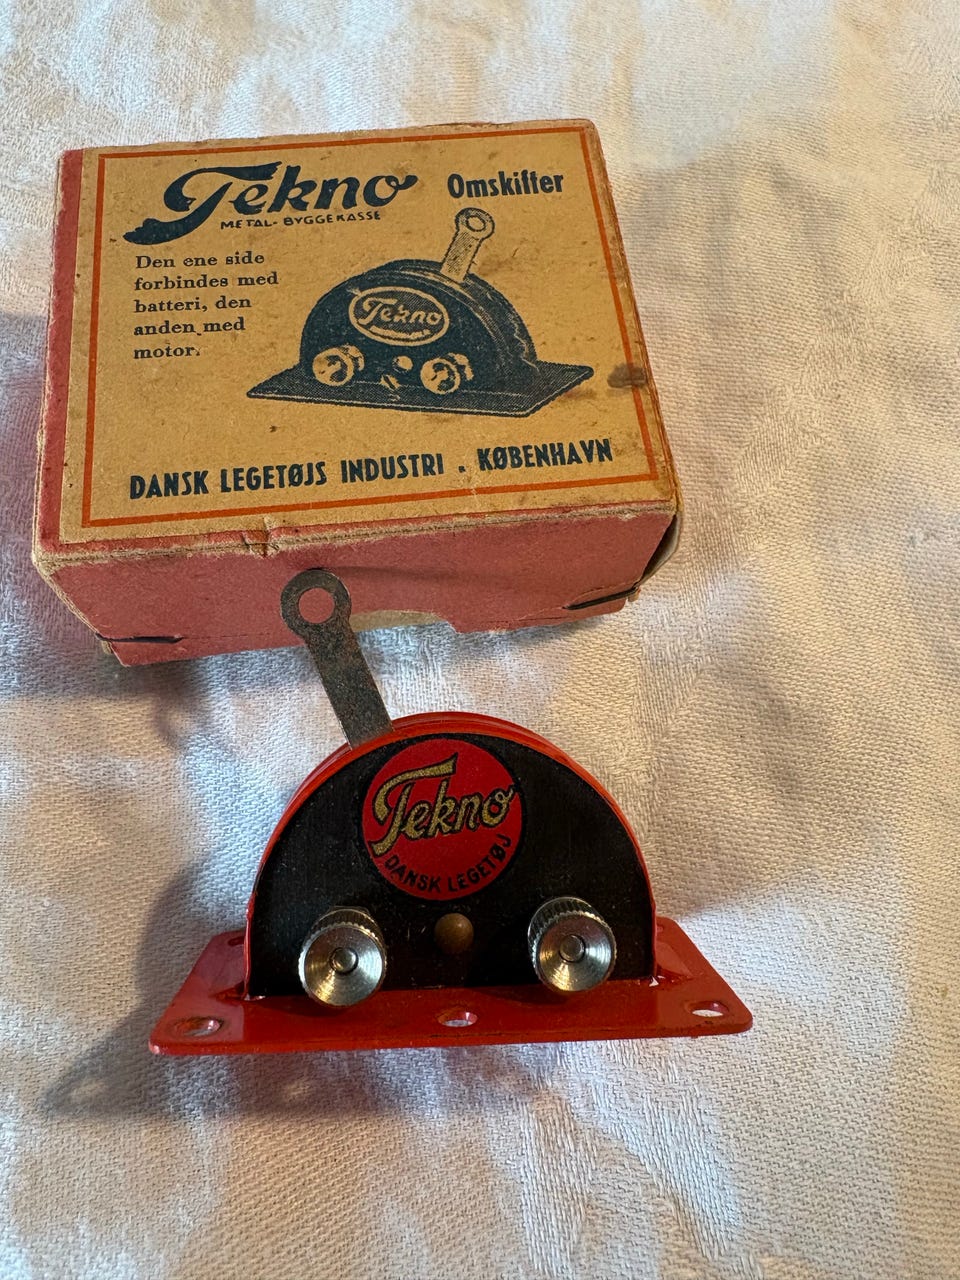 Tekno
METAL-BYGGEKASSE
Omskifter
Den ene side
forbindes med
batteri, den
anden med
motor.
Tekno
DANSK LEGETØJS INDUSTRI . KØBENHAVN
Tekno
DANSK LEGETØJ